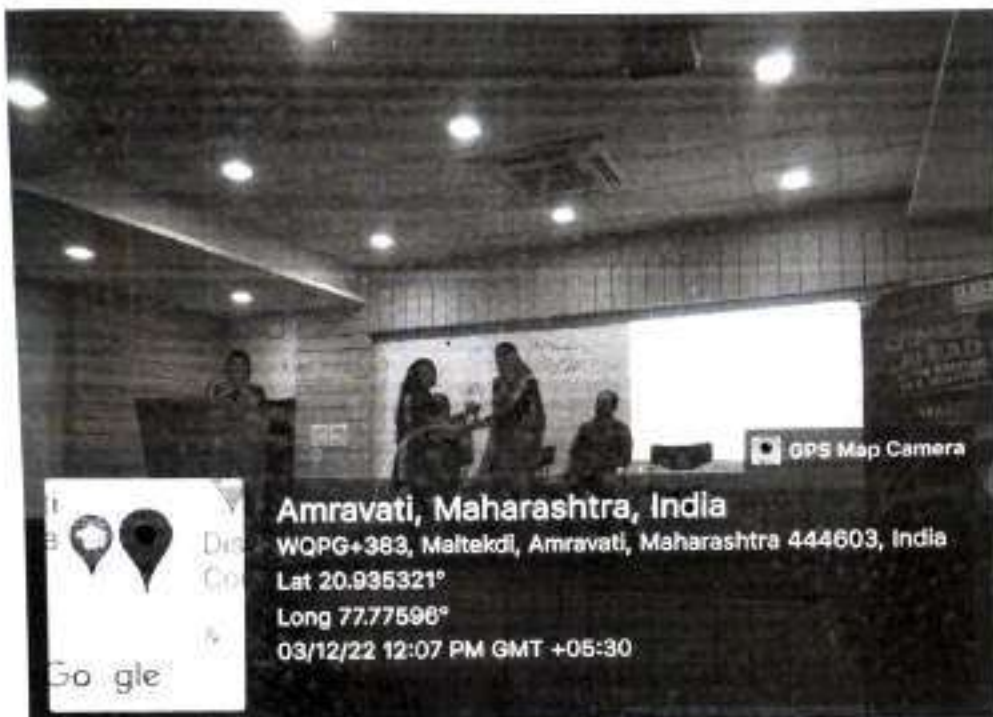 GPS Map Camera
Amravati, Maharashtra, India
WQPG+383, Maltekdi, Amravati, Maharashtra 444603, India
Lat 20.935321°
Long 77.77596°
03/12/22 12:07 PM GMT +05:30
Go gle